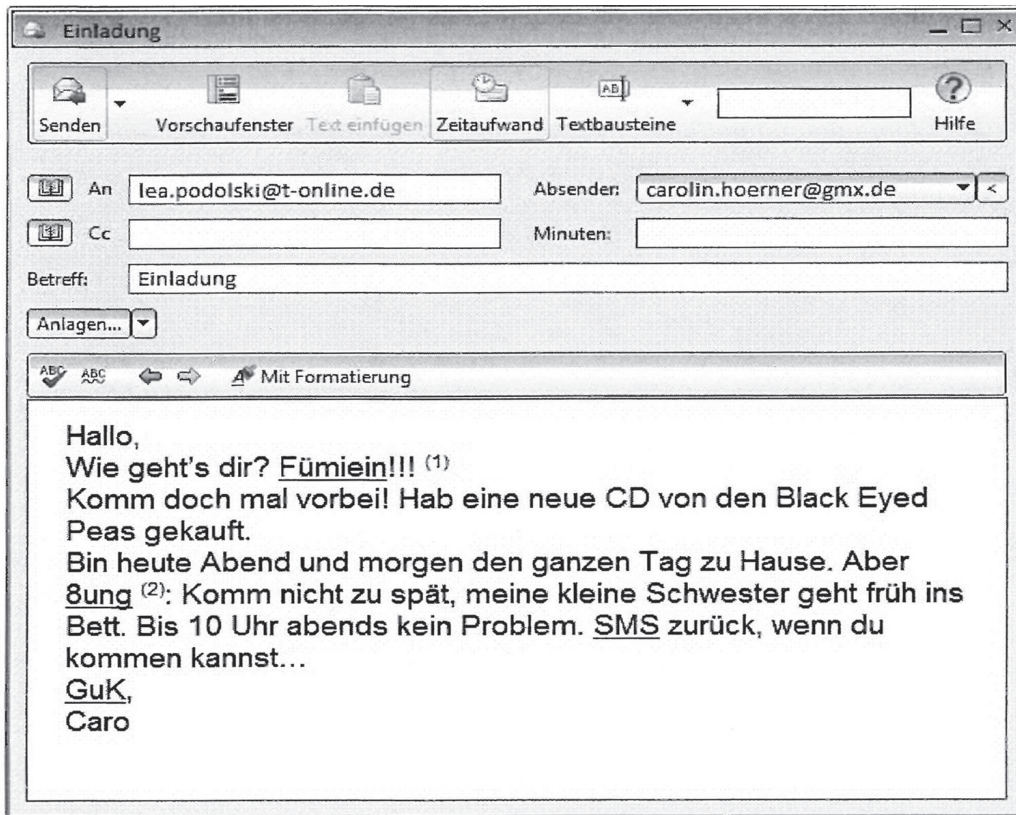 Einladung
Senden Vorschaufenster Text einfügen Zeitaufwand Textbausteine Hilfe
An lea.podolski@t-online.de Absender: carolin.hoerner@gmx.de <
Cc Minuten:
Betreff: Einladung
Anlagen...
ABC ABC A Mit Formatierung
Hallo,
Wie geht's dir? Fümiein!!! (1)
Komm doch mal vorbei! Hab eine neue CD von den Black Eyed
Peas gekauft.
Bin heute Abend und morgen den ganzen Tag zu Hause. Aber
8ung (2): Komm nicht zu spät, meine kleine Schwester geht früh ins
Bett. Bis 10 Uhr abends kein Problem. SMS zurück, wenn du
kommen kannst...
GuK,
Caro